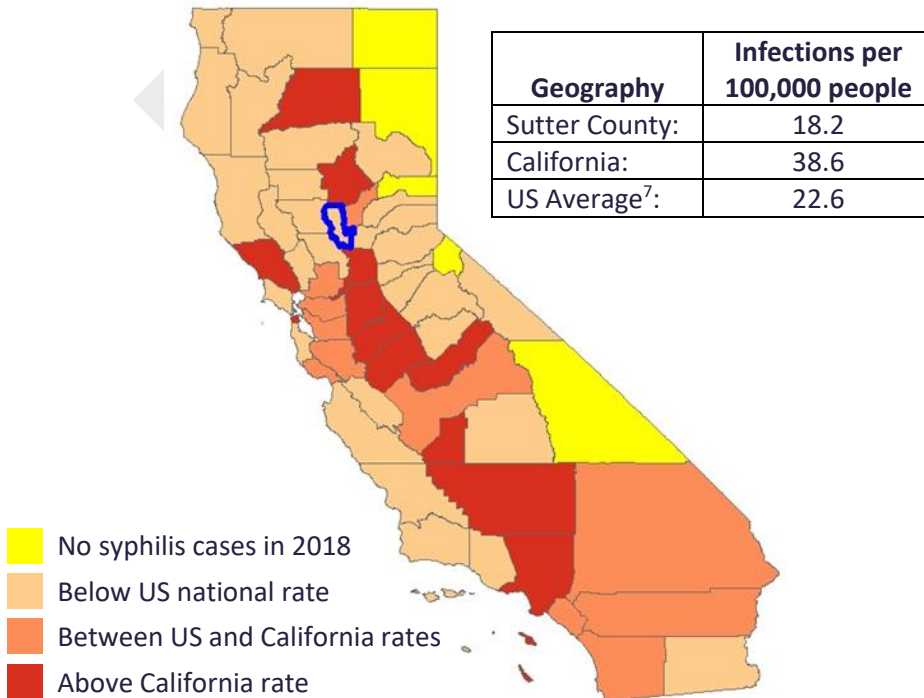 Geography Infections per 100,000 people
Sutter County: 18.2
California: 38.6
US Average7: 22.6
No syphilis cases in 2018
Below US national rate
Between US and California rates
Above California rate